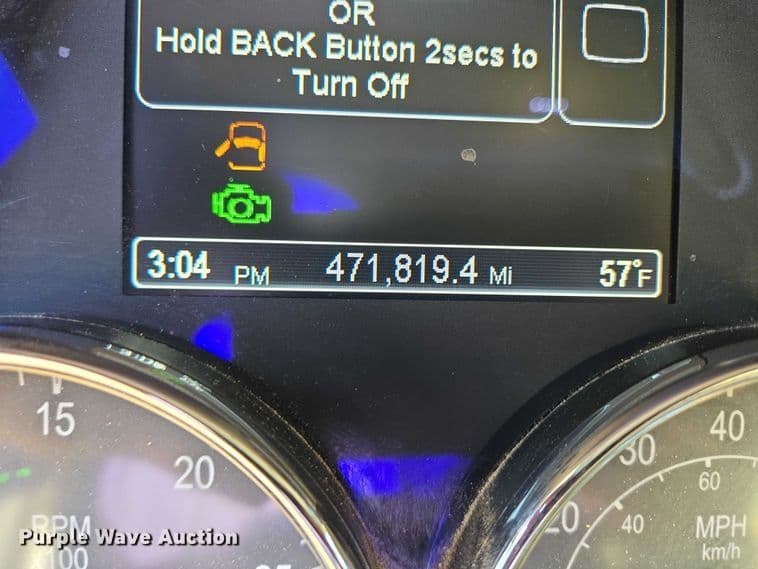 OR
Hold BACK Button 2secs to
Turn Off
3:04 PM 471,819.4 Mi 57°F
15
20
RPM
100
40
30
20
60
40
MPH
km/h
Purple Wave Auction